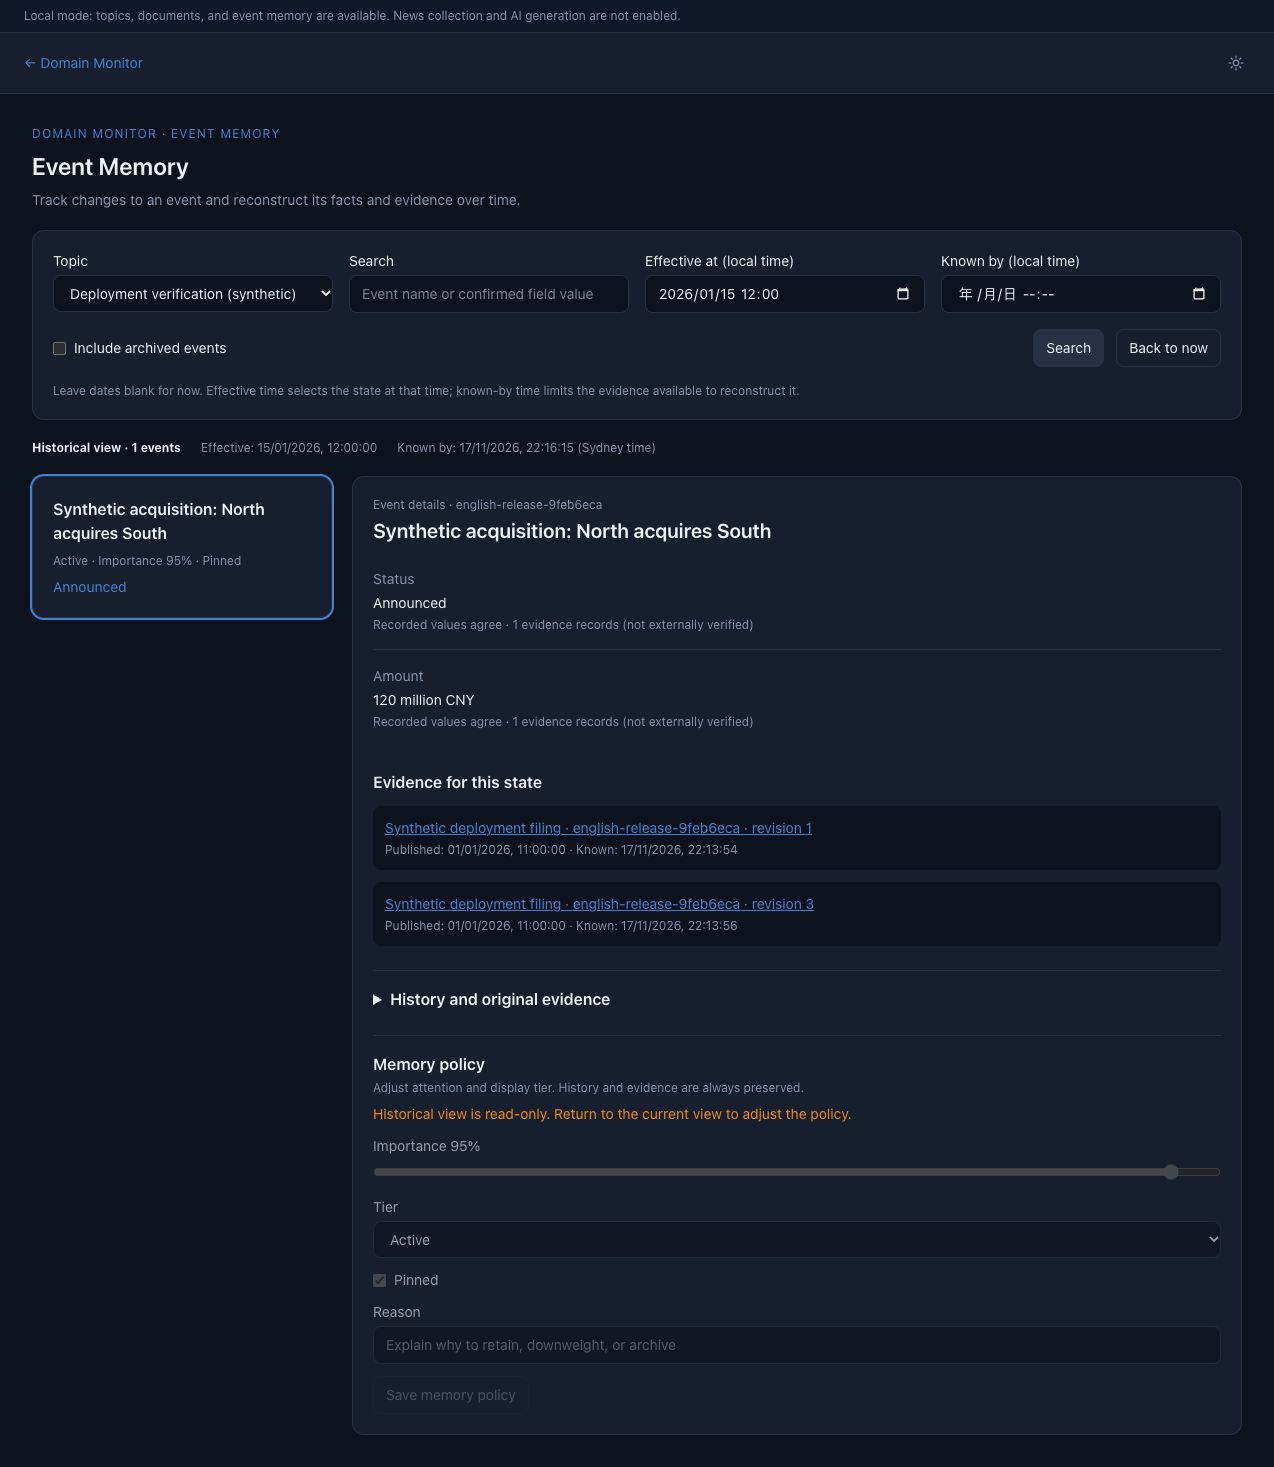 Local mode: topics, documents, and event memory are available. News collection and AI generation are not enabled.
← Domain Monitor
DOMAIN MONITOR · EVENT MEMORY
Event Memory
Track changes to an event and reconstruct its facts and evidence over time.
Topic
Deployment verification (synthetic)
Search
Event name or confirmed field value
Effective at (local time)
2026/01/15 12:00
Known by (local time)
年 /月/日 --:--
Include archived events
Search
Back to now
Leave dates blank for now. Effective time selects the state at that time; known-by time limits the evidence available to reconstruct it.
Historical view · 1 events
Effective: 15/01/2026, 12:00:00
Known by: 17/11/2026, 22:16:15 (Sydney time)
Synthetic acquisition: North
acquires South
Active · Importance 95% · Pinned
Announced
Event details · english-release-9feb6eca
Synthetic acquisition: North acquires South
Status
Announced
Recorded values agree · 1 evidence records (not externally verified)
Amount
120 million CNY
Recorded values agree · 1 evidence records (not externally verified)
Evidence for this state
Synthetic deployment filing · english-release-9feb6eca · revision 1
Published: 01/01/2026, 11:00:00 · Known: 17/11/2026, 22:13:54
Synthetic deployment filing · english-release-9feb6eca · revision 3
Published: 01/01/2026, 11:00:00 · Known: 17/11/2026, 22:13:56
History and original evidence
Memory policy
Adjust attention and display tier. History and evidence are always preserved.
Historical view is read-only. Return to the current view to adjust the policy.
Importance 95%
Tier
Active
Pinned
Reason
Explain why to retain, downweight, or archive
Save memory policy